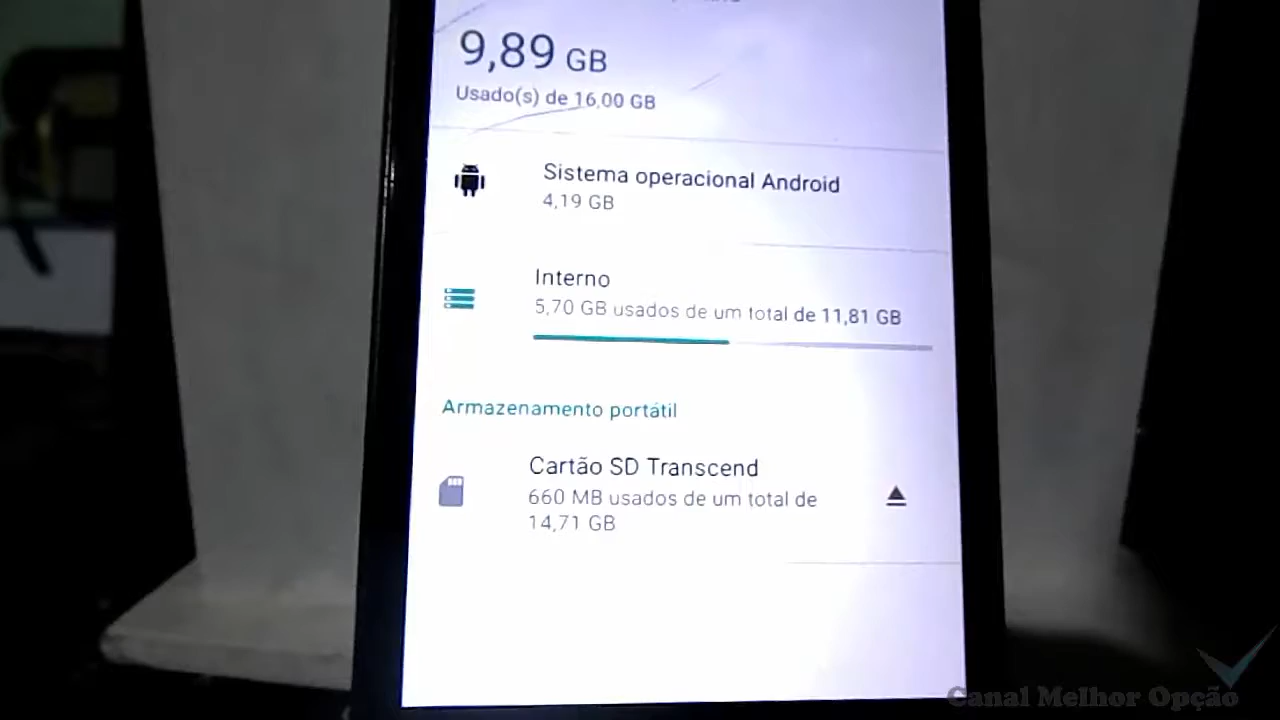 9,89 GB
Usado(s) de 16,00 GB
Sistema operacional Android
4,19 GB
Interno
5,70 GB usados de um total de 11,81 GB
Armazenamento portátil
Cartão SD Transcend
660 MB usados de um total de
14,71 GB
Canal Melhor Opção